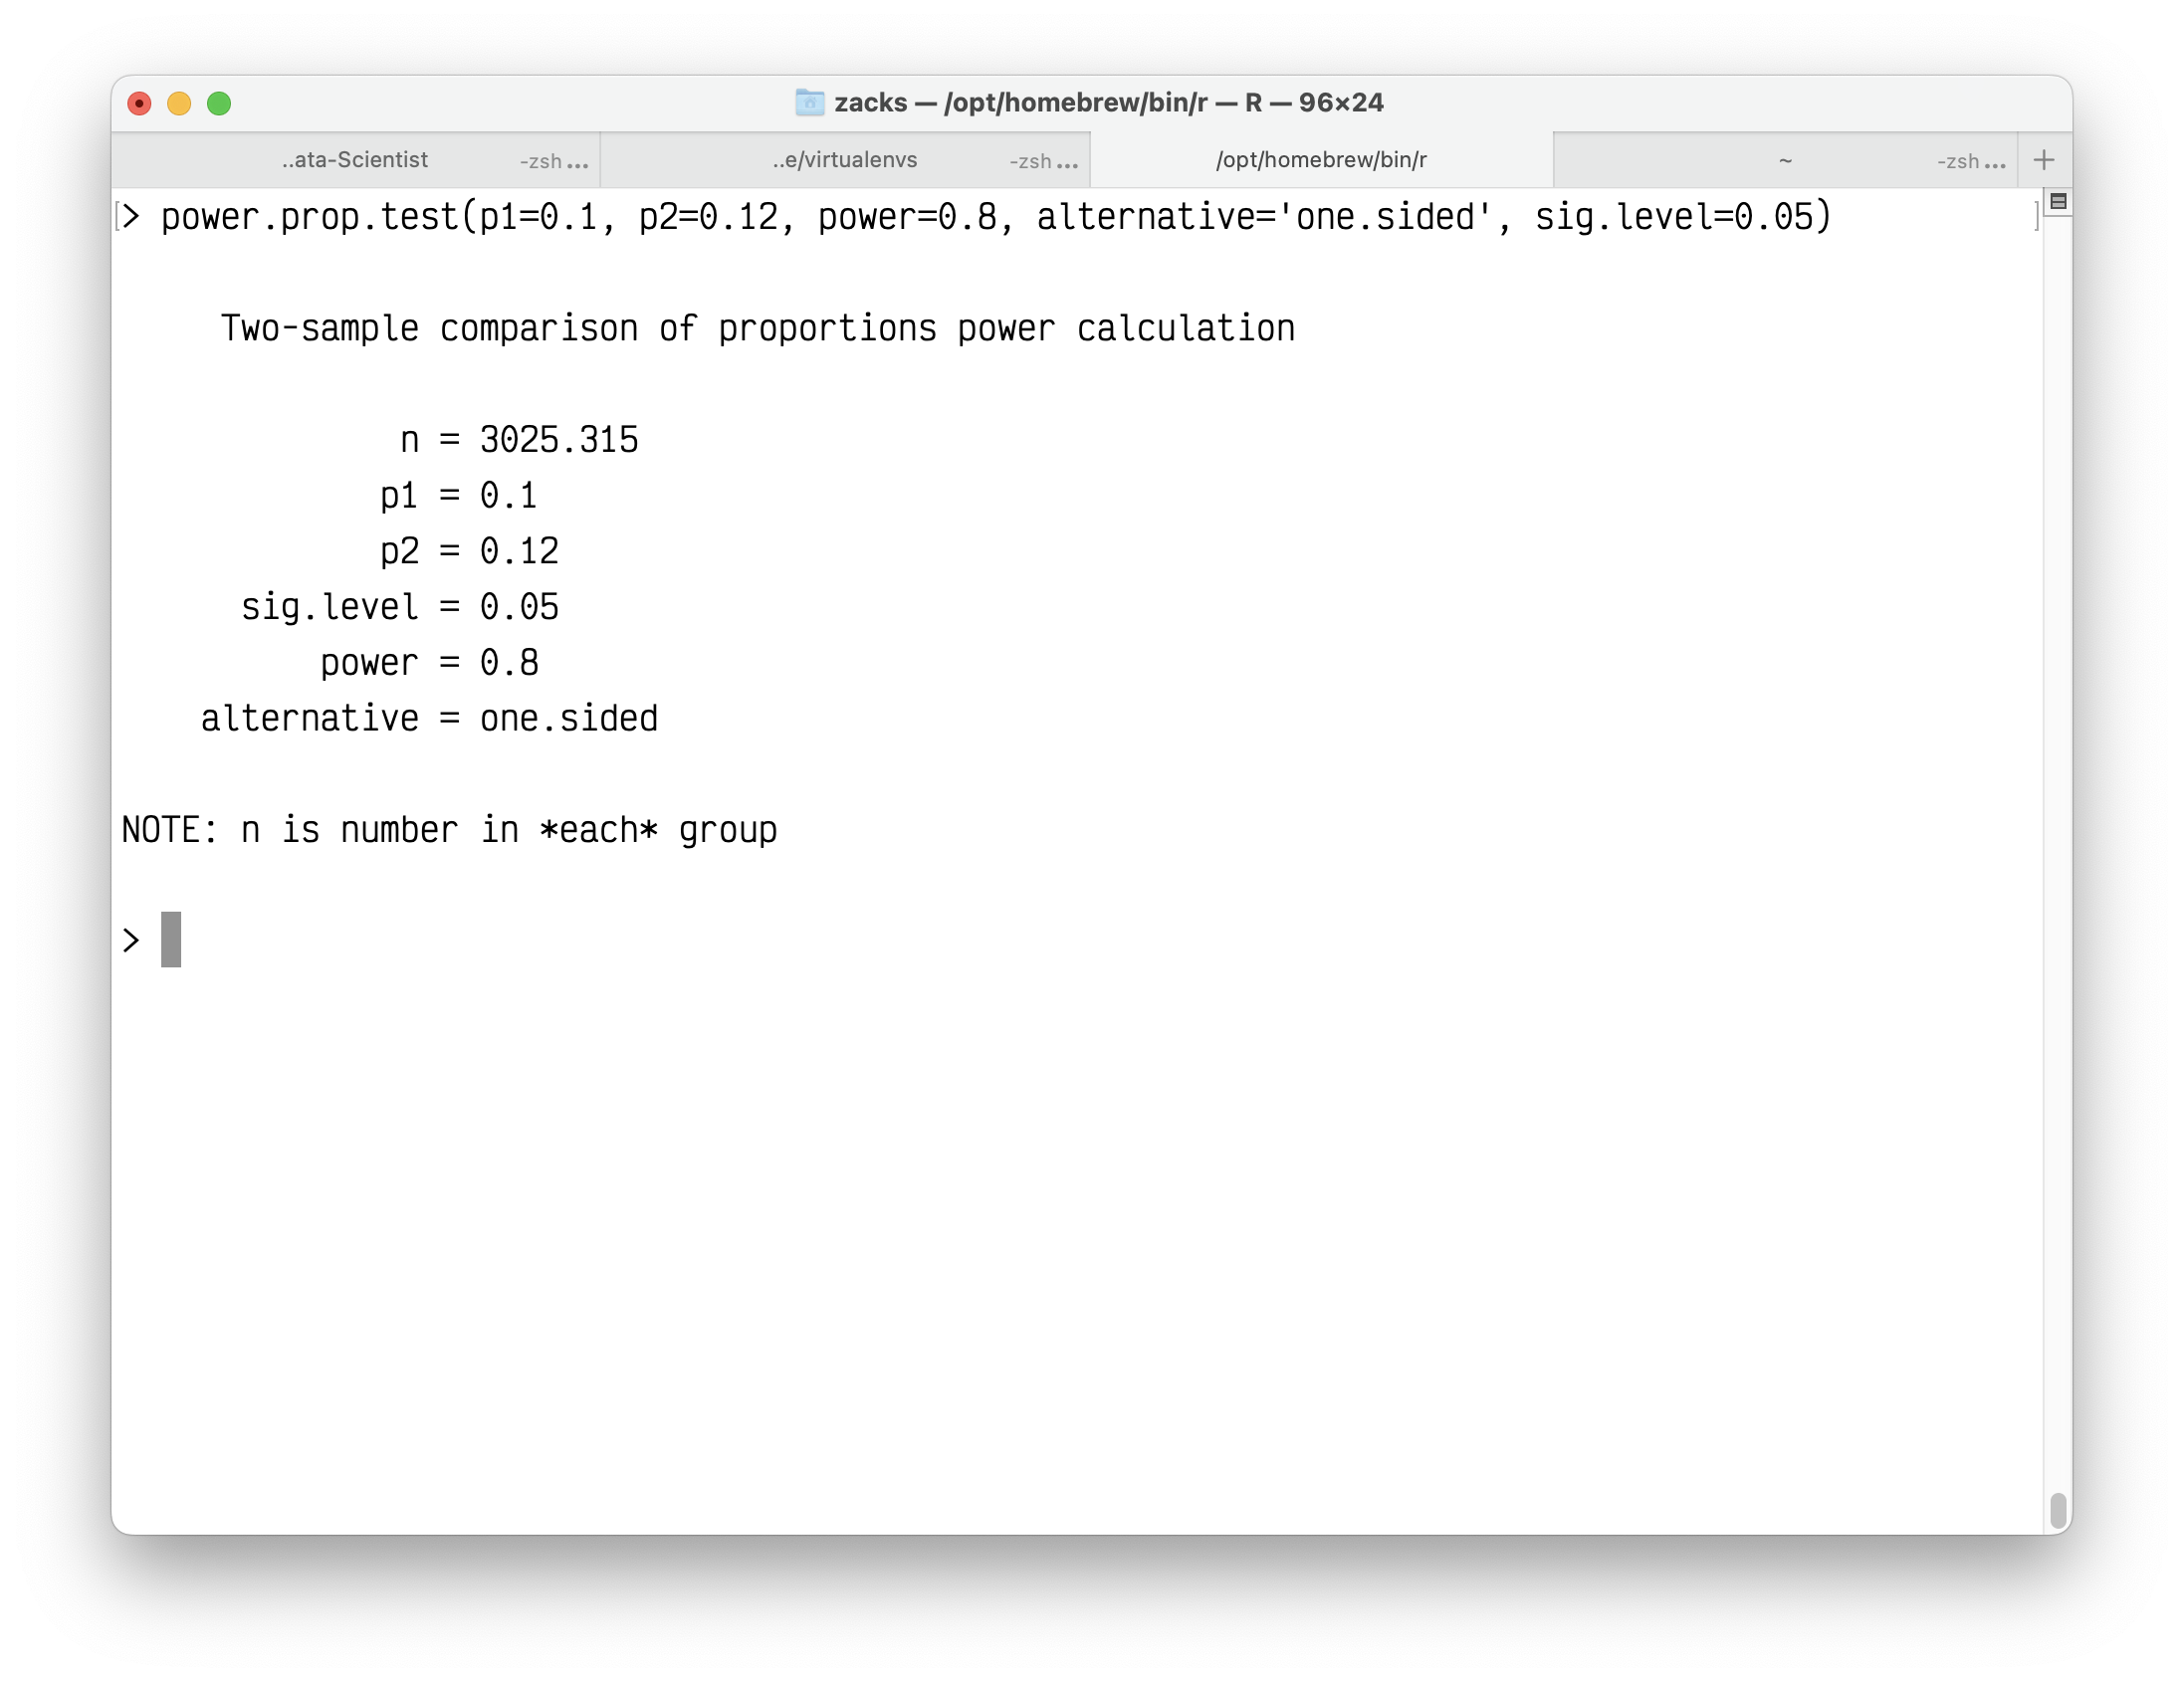 zacks — /opt/homebrew/bin/r — R — 96×24
..ata-Scientist -zsh ... ..e/virtualenvs -zsh ... /opt/homebrew/bin/r ~ -zsh ... +
[> power.prop.test(p1=0.1, p2=0.12, power=0.8, alternative='one.sided', sig.level=0.05) ]
Two-sample comparison of proportions power calculation
n = 3025.315
p1 = 0.1
p2 = 0.12
sig.level = 0.05
power = 0.8
alternative = one.sided
NOTE: n is number in *each* group
>